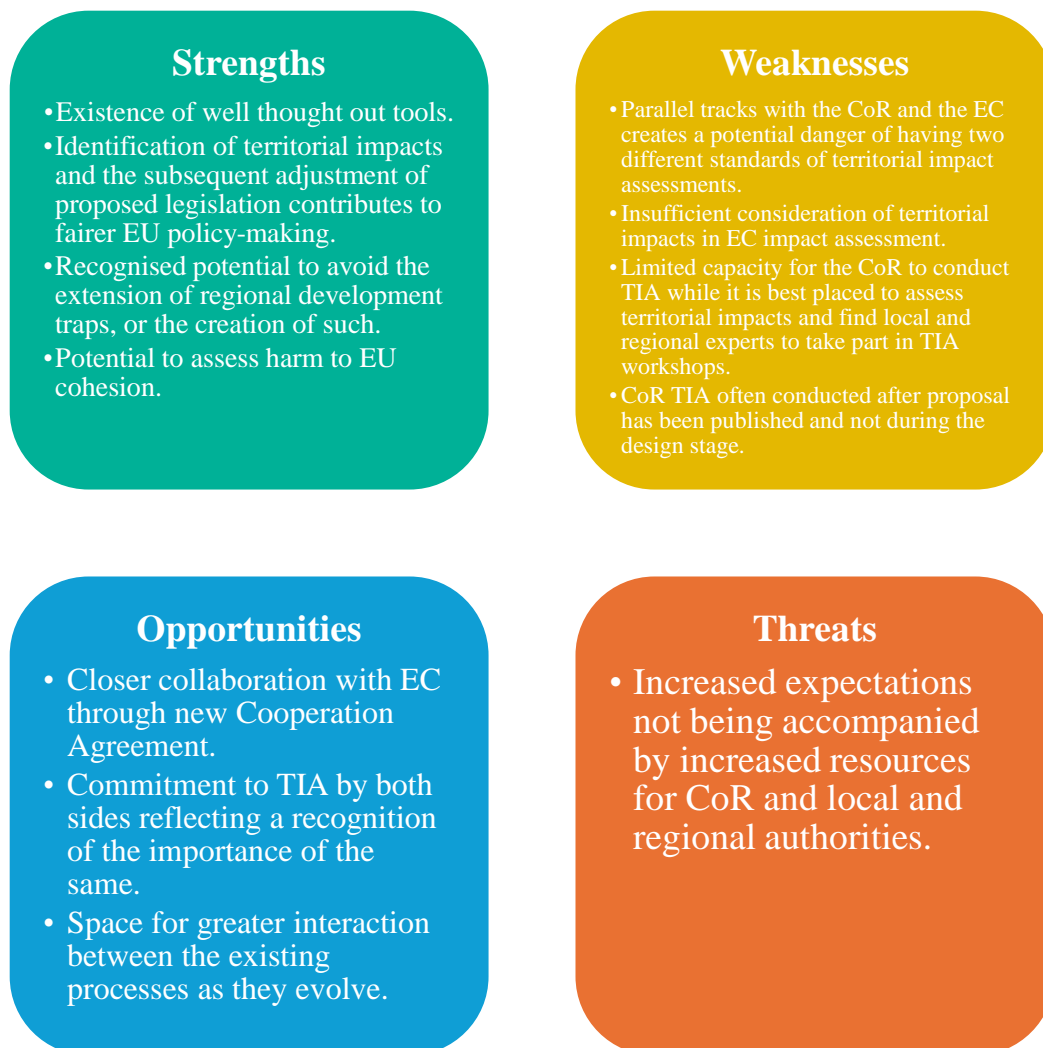 Strengths
•Existence of well thought out tools.
•Identification of territorial impacts
and the subsequent adjustment of
proposed legislation contributes to
fairer EU policy-making.
•Recognised potential to avoid the
extension of regional development
traps, or the creation of such.
•Potential to assess harm to EU
cohesion.
Weaknesses
•Parallel tracks with the CoR and the EC
creates a potential danger of having two
different standards of territorial impact
assessments.
•Insufficient consideration of territorial
impacts in EC impact assessment.
•Limited capacity for the CoR to conduct
TIA while it is best placed to assess
territorial impacts and find local and
regional experts to take part in TIA
workshops.
•CoR TIA often conducted after proposal
has been published and not during the
design stage.
Opportunities
• Closer collaboration with EC
through new Cooperation
Agreement.
• Commitment to TIA by both
sides reflecting a recognition
of the importance of the
same.
• Space for greater interaction
between the existing
processes as they evolve.
Threats
• Increased expectations
not being accompanied
by increased resources
for CoR and local and
regional authorities.